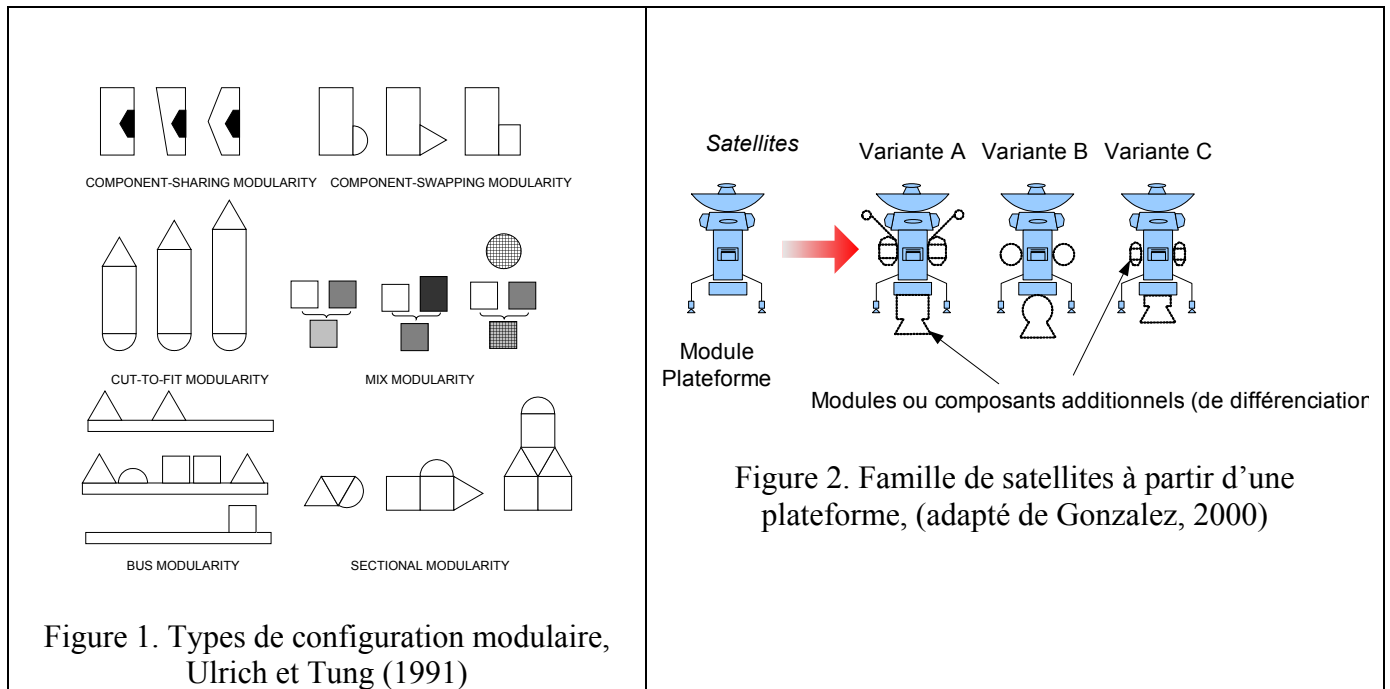 COMPONENT-SHARING MODULARITY
COMPONENT-SWAPPING MODULARITY
CUT-TO-FIT MODULARITY
MIX MODULARITY
BUS MODULARITY
SECTIONAL MODULARITY
Figure 1. Types de configuration modulaire,
Ulrich et Tung (1991)
Satellites
Variante A
Variante B
Variante C
Module
Plateforme
Modules ou composants additionnels (de différenciation
Figure 2. Famille de satellites à partir d’une
plateforme, (adapté de Gonzalez, 2000)